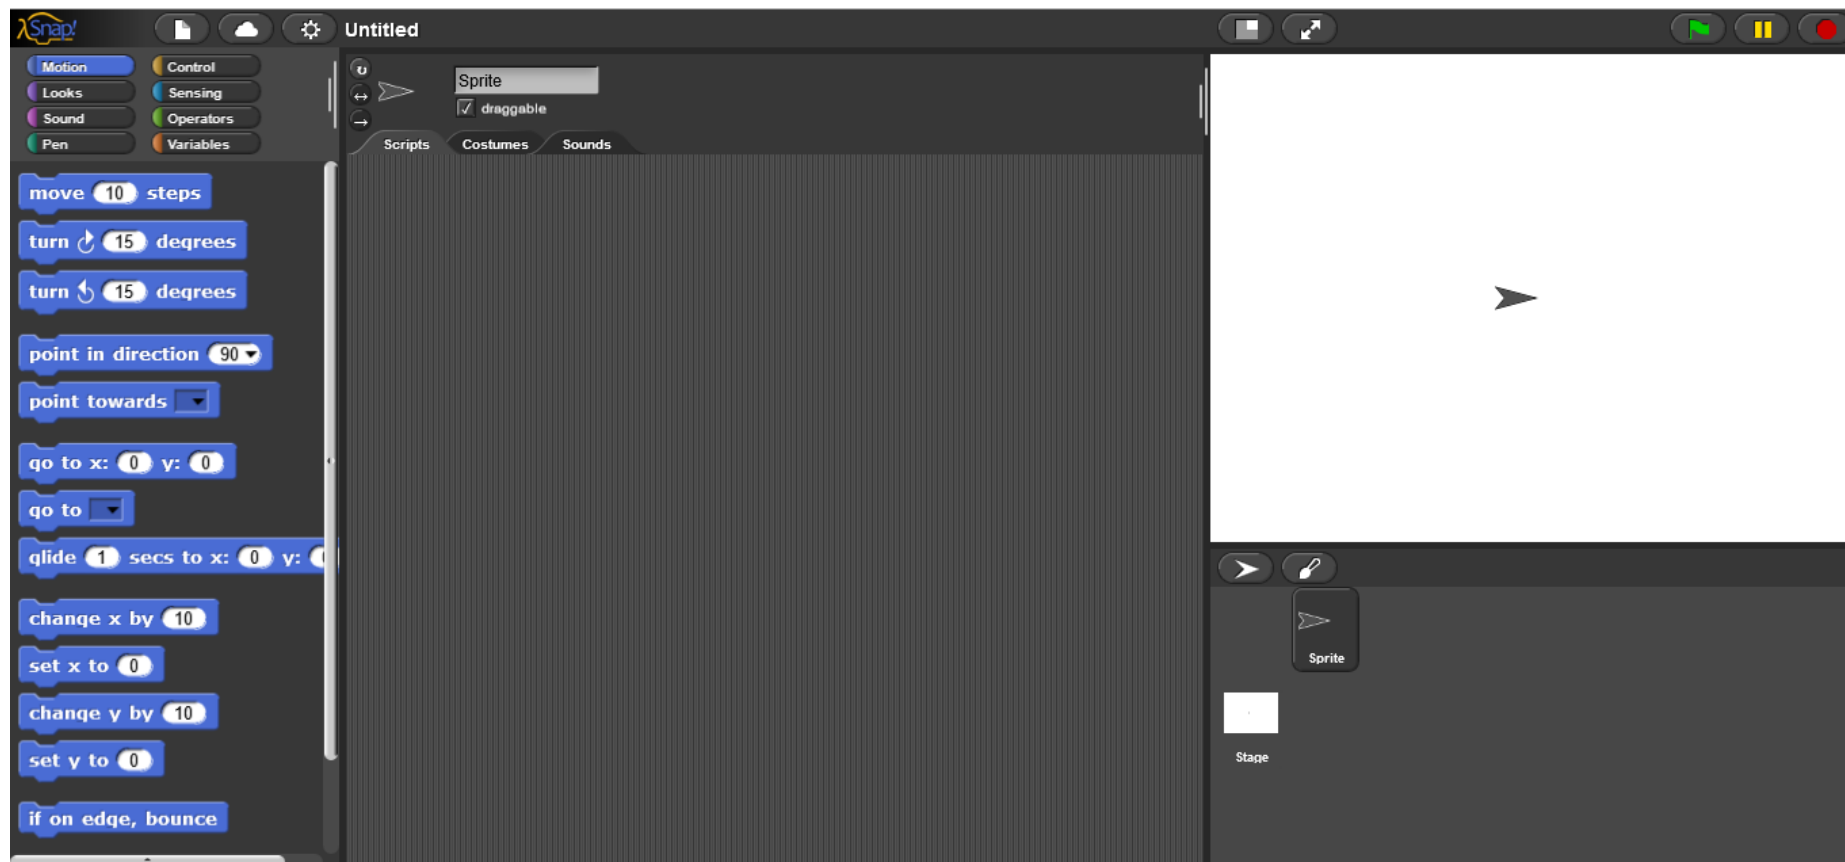 λSnap! Untitled
Motion Control
Looks Sensing
Sound Operators
Pen Variables
Sprite
draggable
Scripts Costumes Sounds
move 10 steps
turn 15 degrees
turn 15 degrees
point in direction 90
point towards
go to x: 0 y: 0
go to
glide 1 secs to x: 0 y:
change x by 10
set x to 0
change y by 10
set y to 0
if on edge, bounce
Sprite
Stage